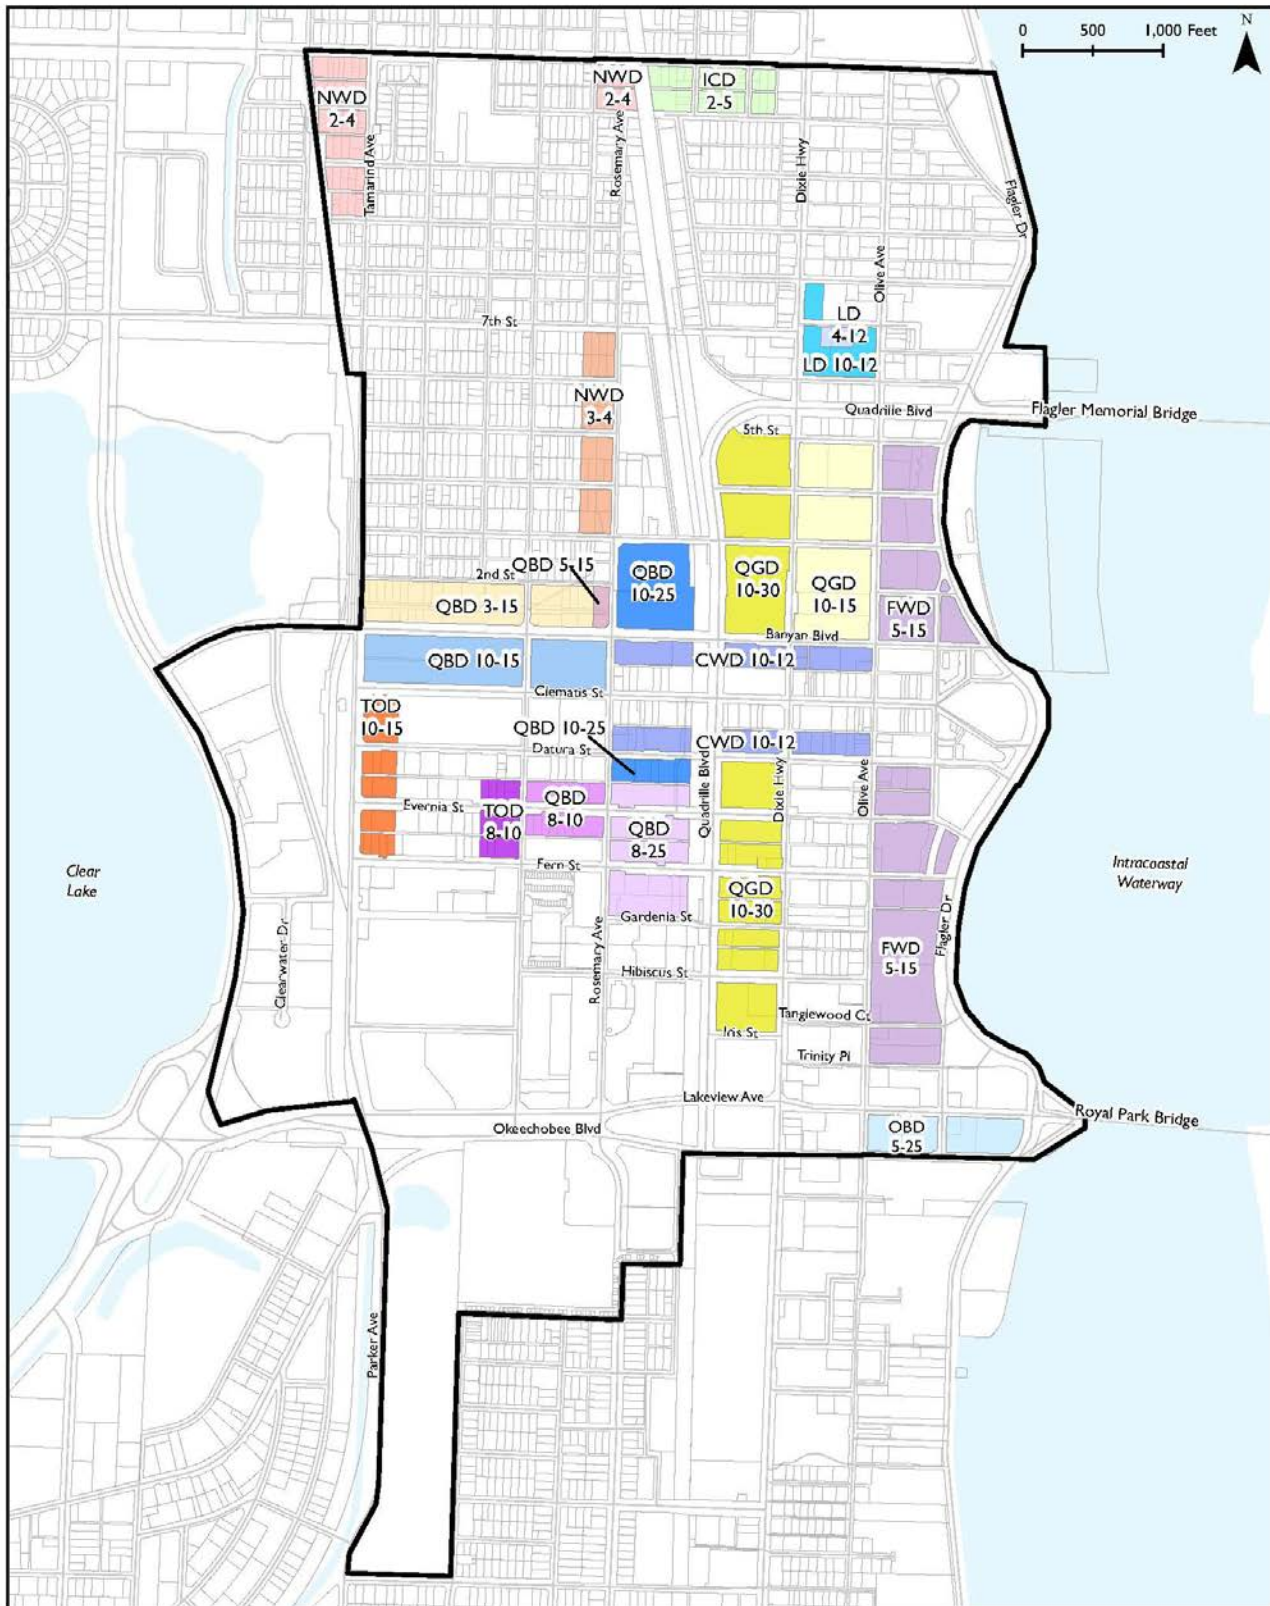 N
0 500 1,000 Feet
NWD
2-4
NWD
2-4
ICD
2-5
Tamarind Ave
Rosemary Ave
Dixie Hwy
Flagler Dr
Olive Ave
7th St
LD
4-12
LD 10-12
NWD
3-4
Quadrille Blvd
Flagler Memorial Bridge
5th St
QBD 5-15
2nd St
QBD
10-25
QGD
10-30
QGD
10-15
QBD 3-15
FWD
5-15
Banyan Blvd
QBD 10-15
CWD 10-12
Clematis St
TOD
10-15
QBD 10-25
Datura St
CWD 10-12
Quadrille Blvd
Dixie Hwy
Olive Ave
Evernia St
TOD
8-10
QBD
8-10
QBD
8-25
Fern St
Clear
Lake
Intracoastal
Waterway
QGD
10-30
Gardenia St
Flagler Dr
Clearwater Dr
Rosemary Ave
FWD
5-15
Hibiscus St
Tanglewood Ct
Iris St
Trinity Pl
Lakeview Ave
Royal Park Bridge
Okeechobee Blvd
OBD
5-25
Parker Ave